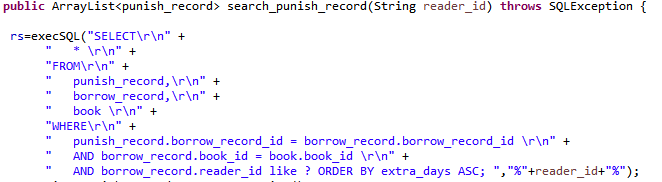 public ArrayList<punish_record> search_punish_record(String reader_id) throws SQLException {
rs=execSQL("SELECT\r\n" +
"   * \r\n" +
"FROM\r\n" +
"   punish_record,\r\n" +
"   borrow_record,\r\n" +
"   book \r\n" +
"WHERE\r\n" +
"   punish_record.borrow_record_id = borrow_record.borrow_record_id \r\n" +
"   AND borrow_record.book_id = book.book_id \r\n" +
"   AND borrow_record.reader_id like ? ORDER BY extra_days ASC; ","%"+reader_id+"%");